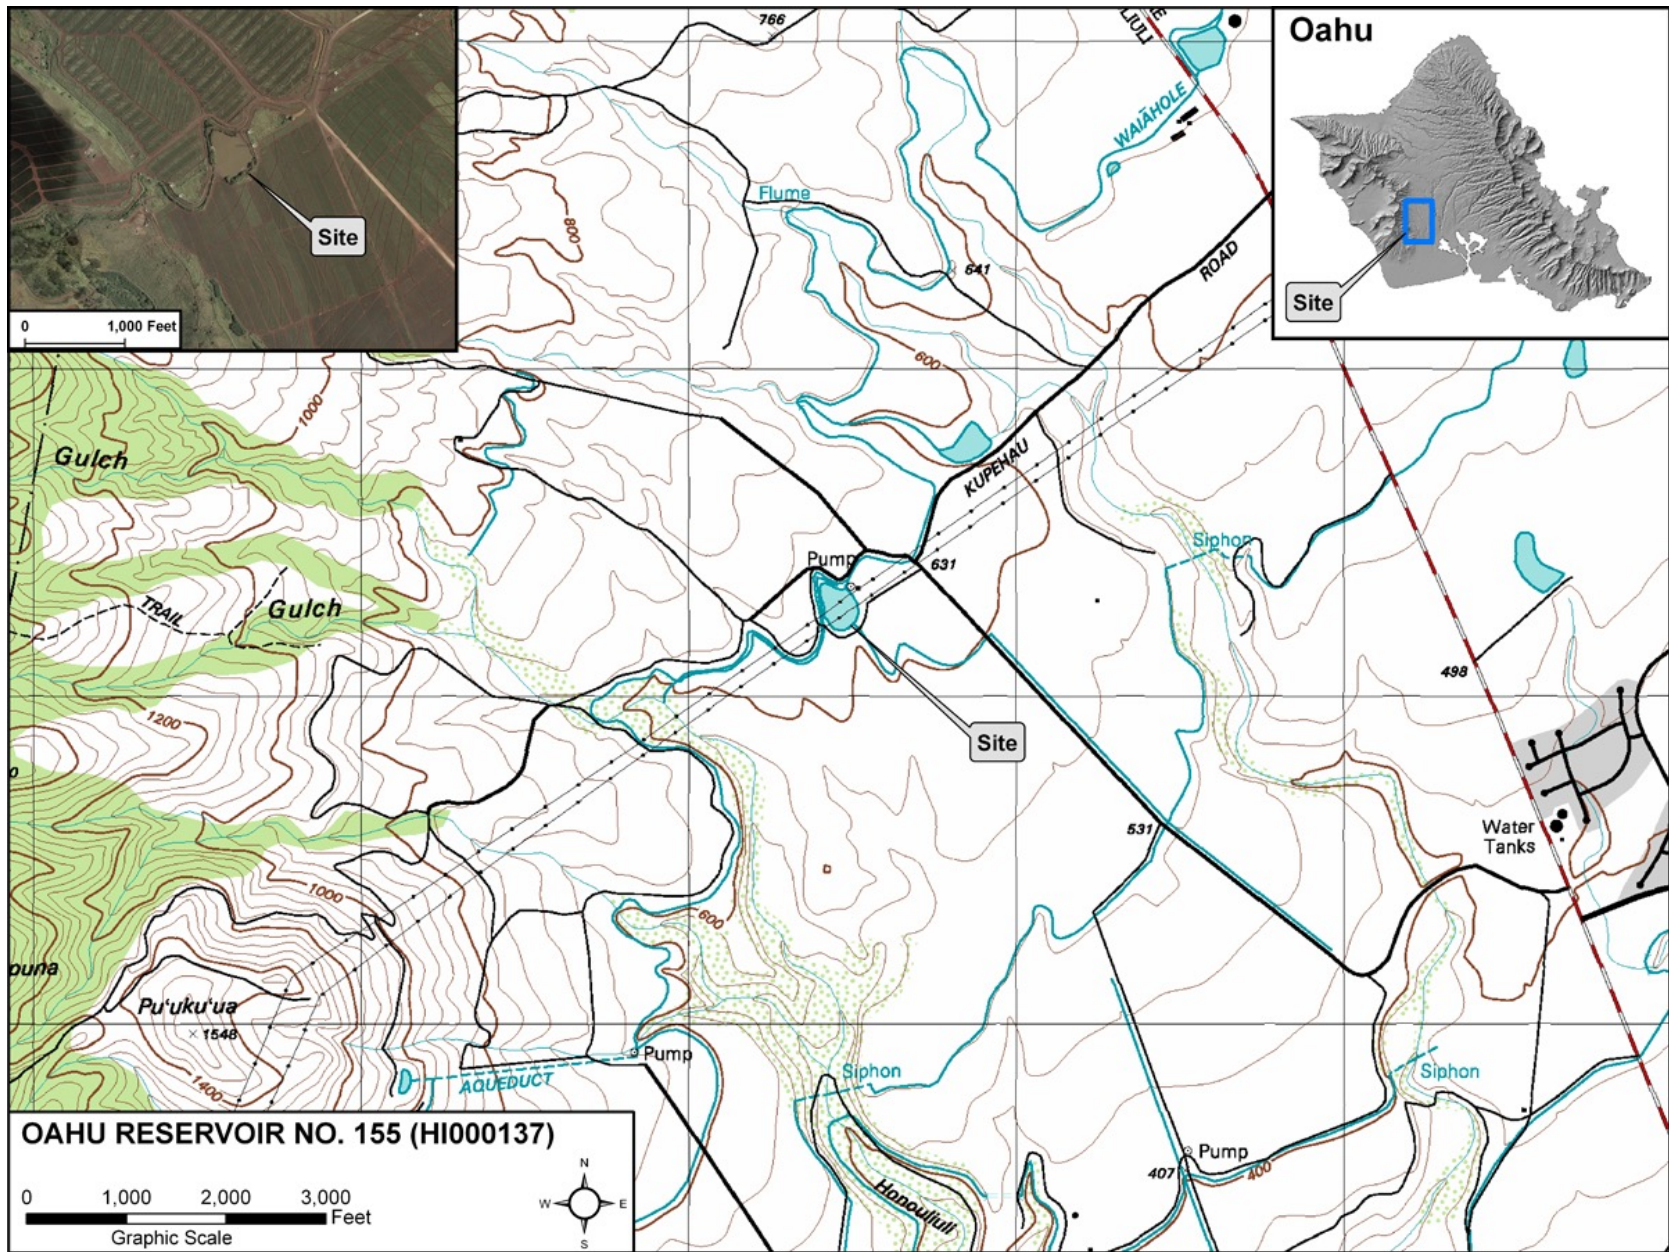 Site
0 1,000 Feet
766
LIULI
WAIĀHOLE
Oahu
Site
Flume
800
641
ROAD
600
1000
Gulch
KUPEHAU
Siphon
Pump
631
TRAIL
Gulch
498
1200
Site
531
Water
Tanks
1000
600
puna
Pu'uku'ua
1548
Pump
AQUEDUCT
1400
Siphon
Siphon
Pump
407
400
Honouliuli
OAHU RESERVOIR NO. 155 (HI000137)
0 1,000 2,000 3,000
Feet
Graphic Scale
N
W E
S